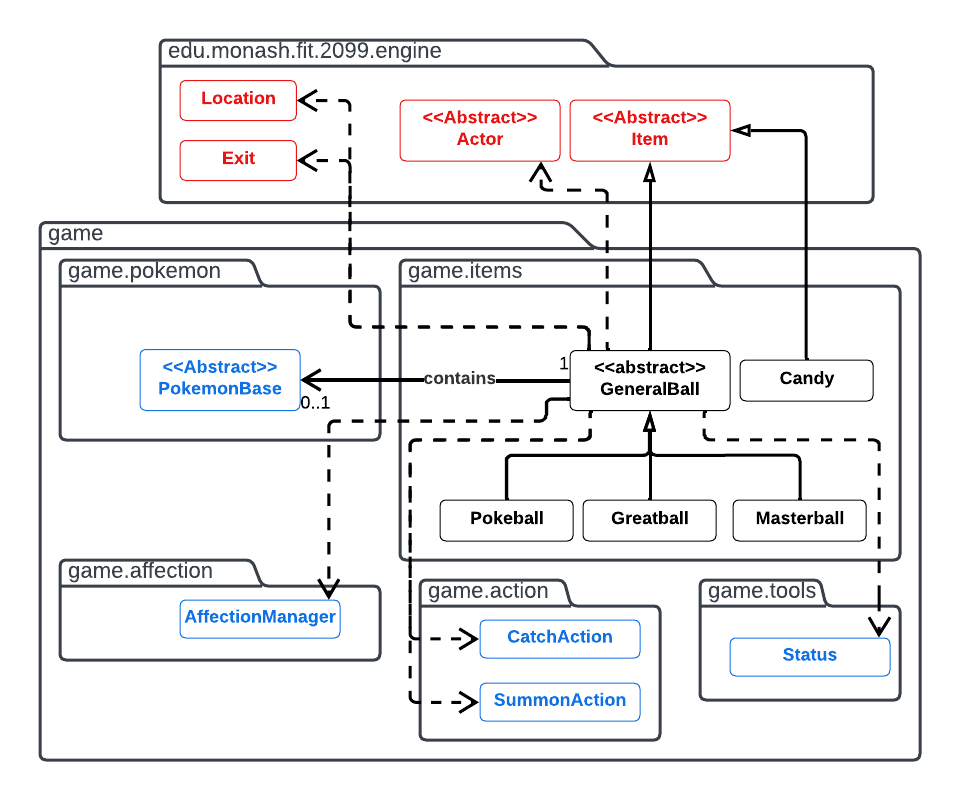 edu.monash.fit.2099.engine
Location
Exit
<<Abstract>>
Actor
<<Abstract>>
Item
game
game.pokemon
<<Abstract>>
PokemonBase
0..1
contains
1
game.items
<<abstract>>
GeneralBall
Candy
Pokeball
Greatball
Masterball
game.affection
AffectionManager
game.action
CatchAction
SummonAction
game.tools
Status